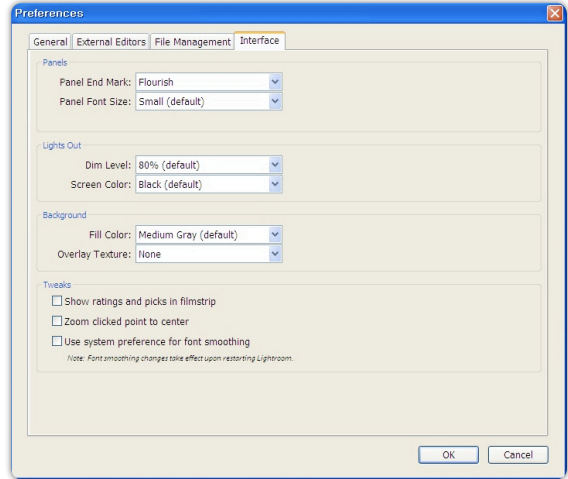 Preferences
General External Editors File Management Interface
Panels
Panel End Mark: Flourish
Panel Font Size: Small (default)
Lights Out
Dim Level: 80% (default)
Screen Color: Black (default)
Background
Fill Color: Medium Gray (default)
Overlay Texture: None
Tweaks
Show ratings and picks in filmstrip
Zoom clicked point to center
Use system preference for font smoothing
Note: Font smoothing changes take effect upon restarting Lightroom.
OK Cancel